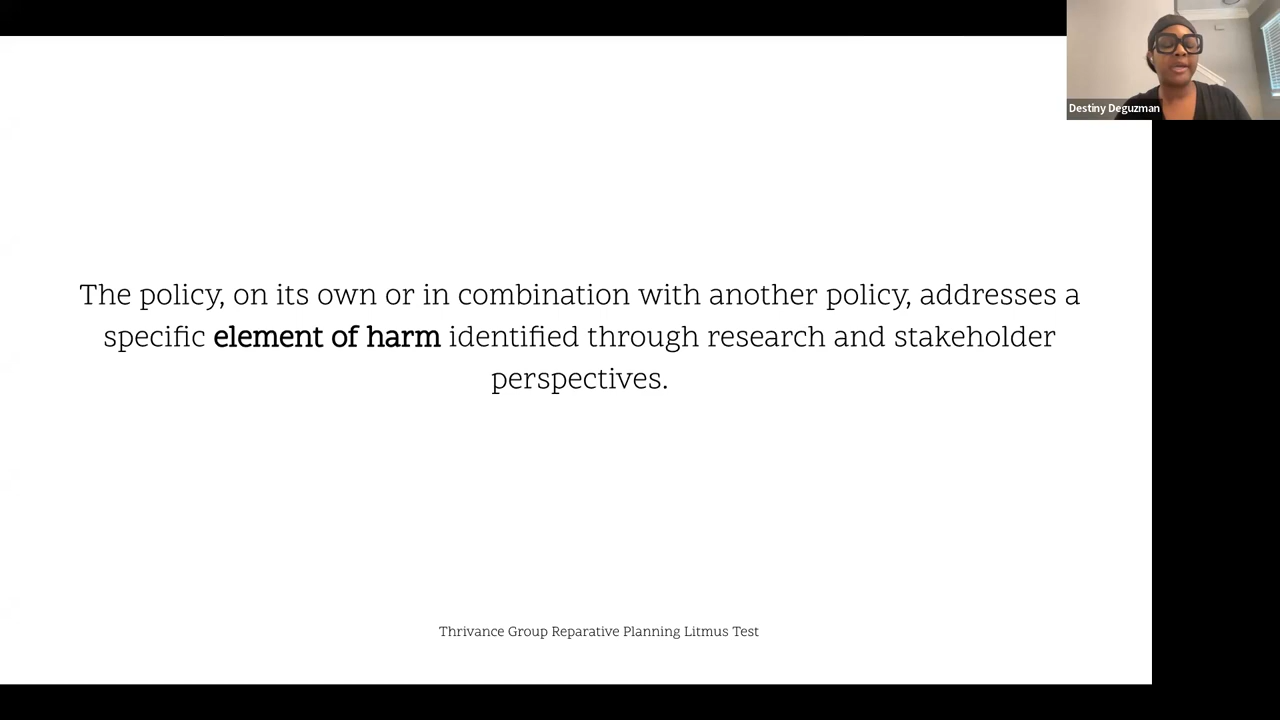 Destiny Deguzman
The policy, on its own or in combination with another policy, addresses a
specific element of harm identified through research and stakeholder
perspectives.
Thrivance Group Reparative Planning Litmus Test